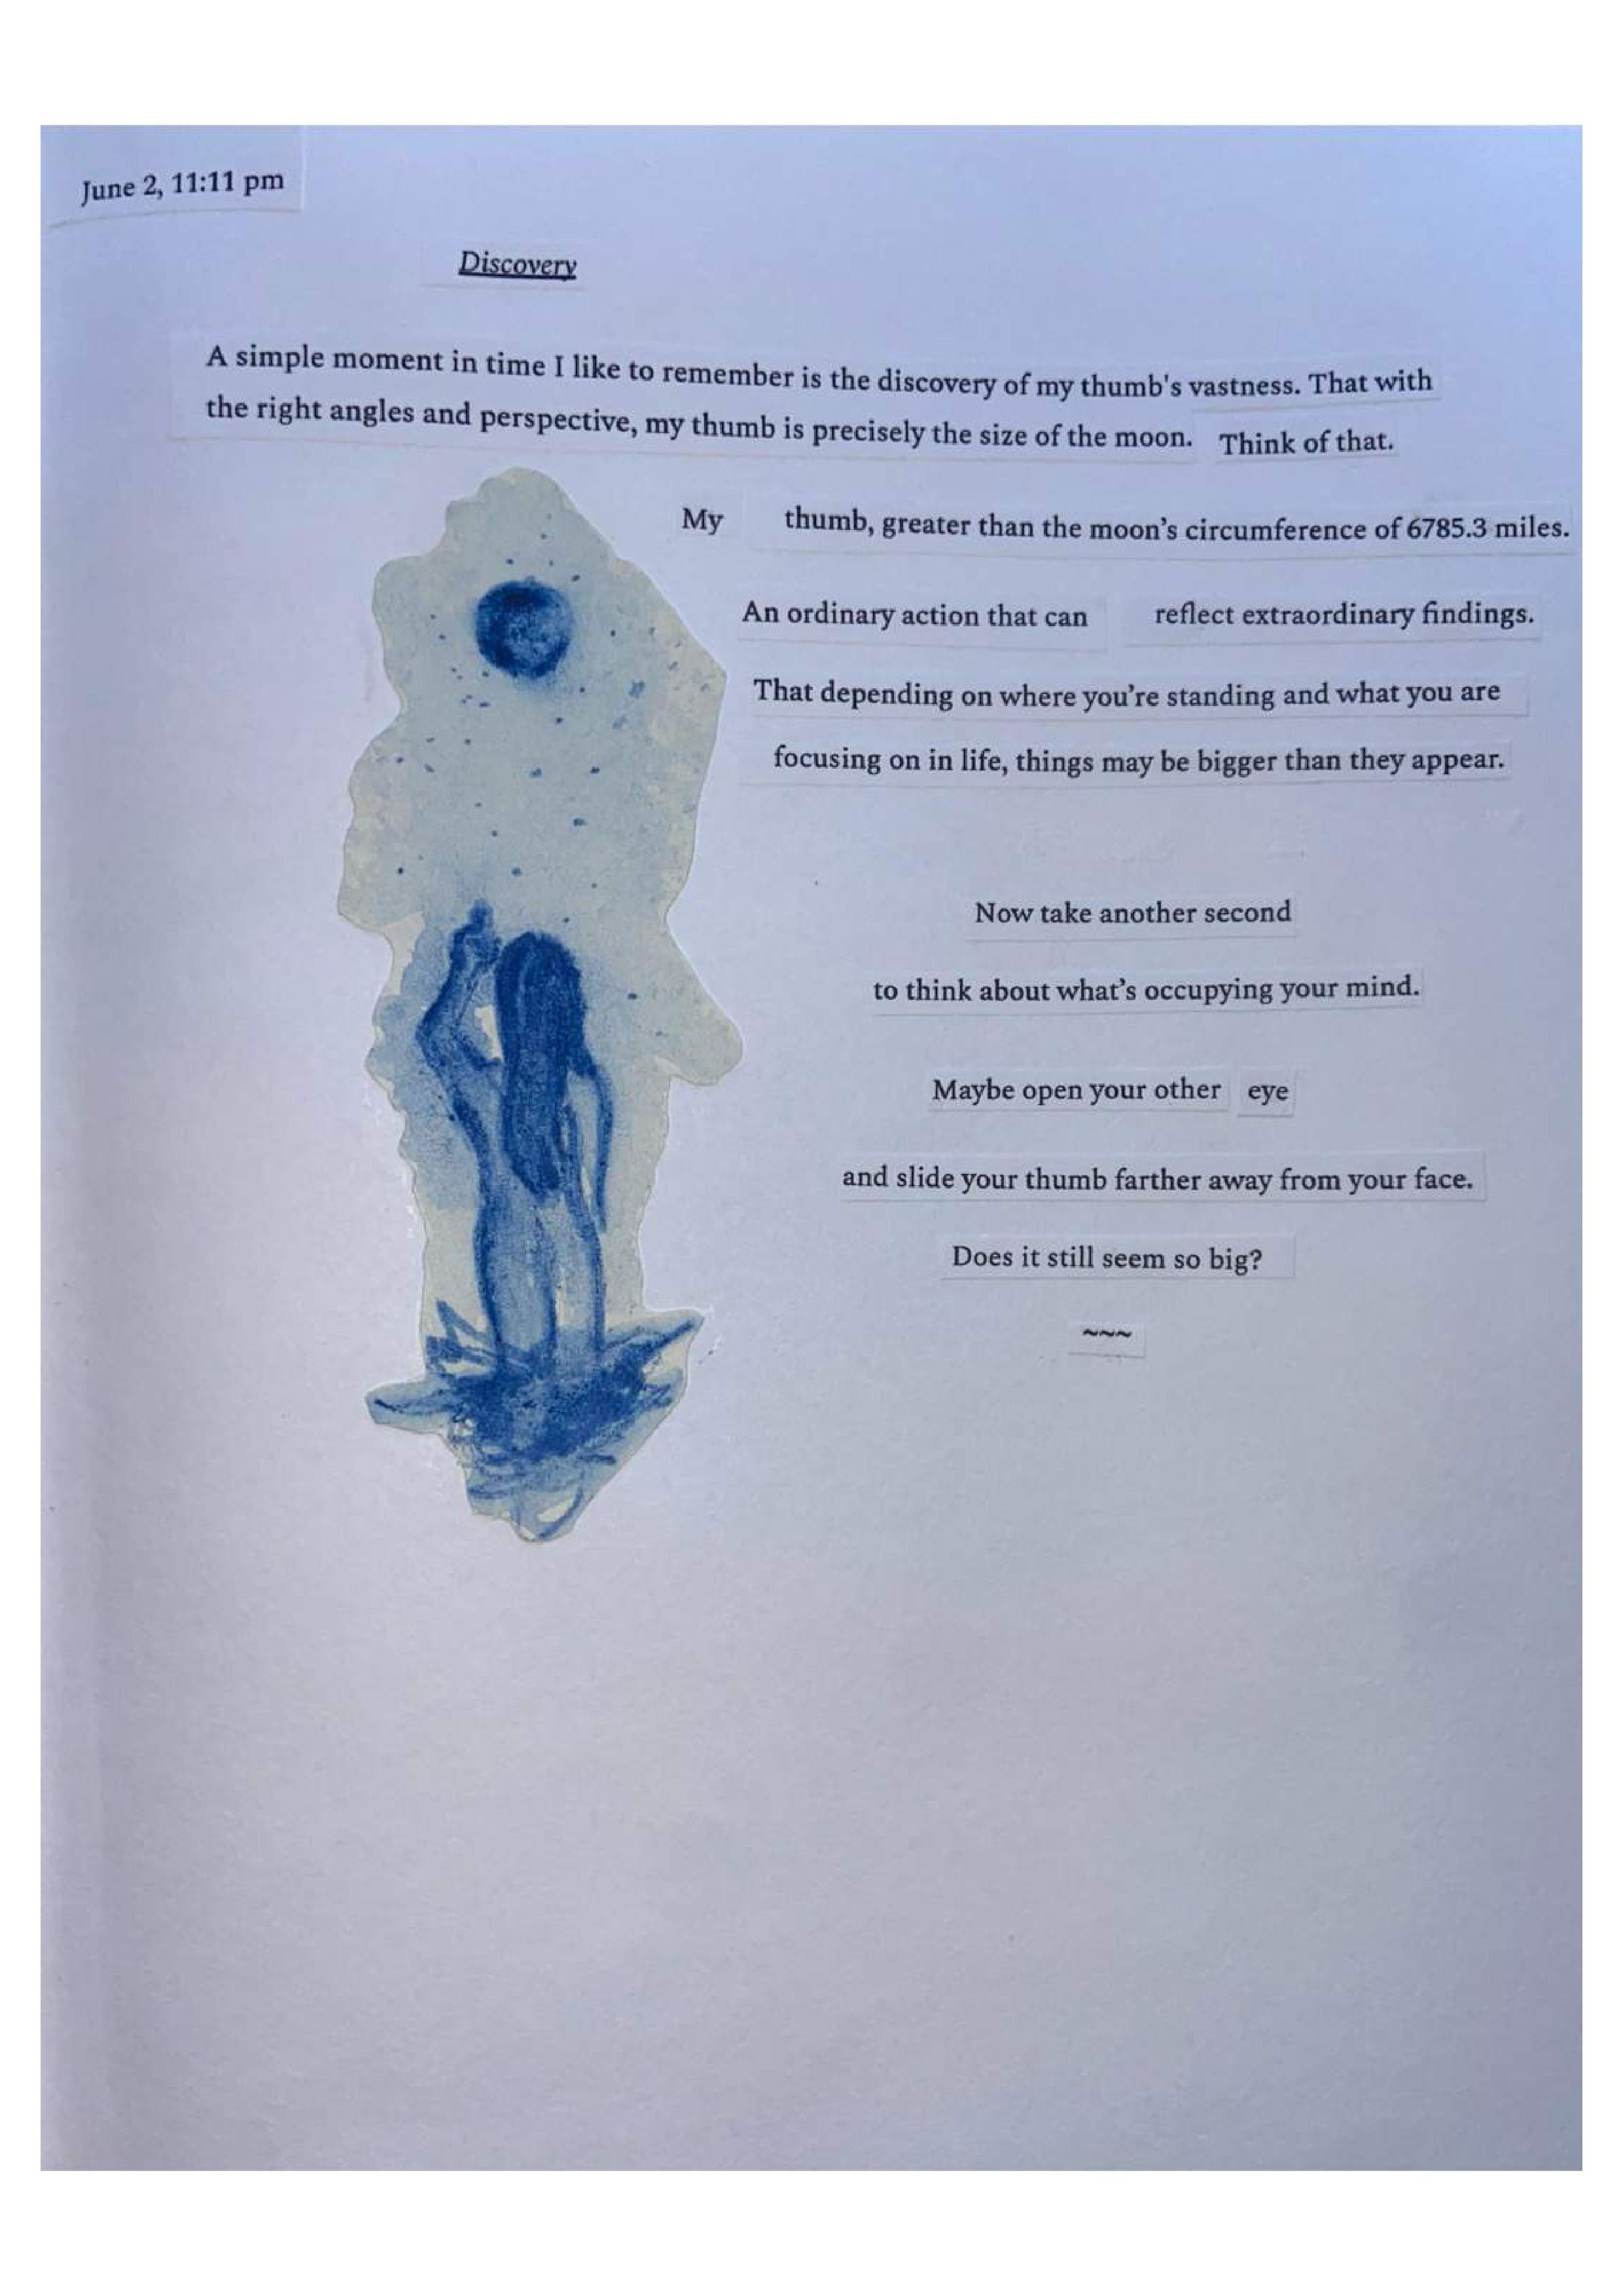 June 2, 11:11 pm
Discovery
A simple moment in time I like to remember is the discovery of my thumb's vastness. That with
the right angles and perspective, my thumb is precisely the size of the moon. Think of that.
My thumb, greater than the moon's circumference of 6785.3 miles.
An ordinary action that can reflect extraordinary findings.
That depending on where you're standing and what you are
focusing on in life, things may be bigger than they appear.
Now take another second
to think about what's occupying your mind.
Maybe open your other eye
and slide your thumb farther away from your face.
Does it still seem so big?
~~~